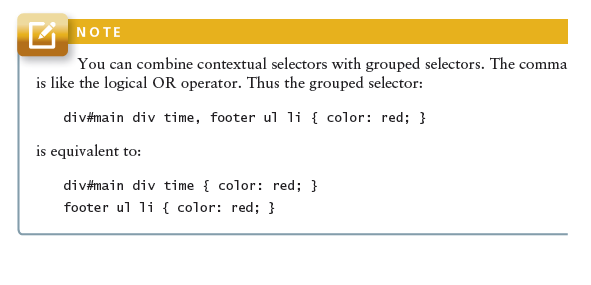 NOTE
You can combine contextual selectors with grouped selectors. The comma
is like the logical OR operator. Thus the grouped selector:
div#main div time, footer ul li { color: red; }
is equivalent to:
div#main div time { color: red; }
footer ul li { color: red; }